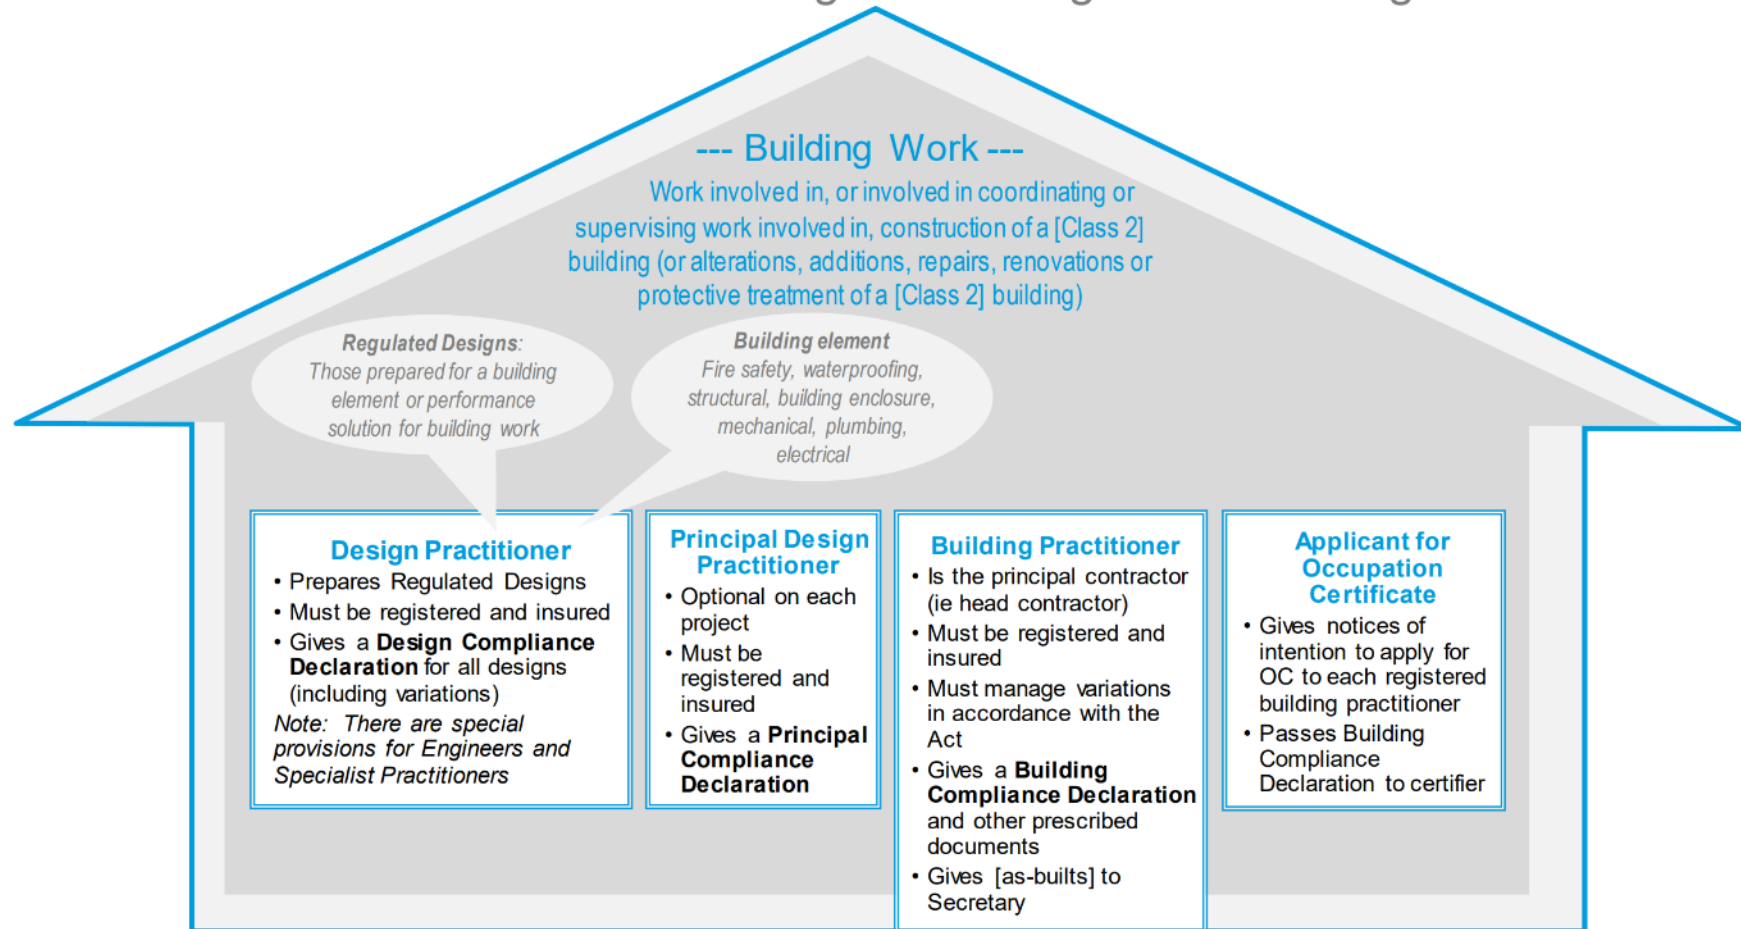 --- Building Work ---
Work involved in, or involved in coordinating or
supervising work involved in, construction of a [Class 2]
building (or alterations, additions, repairs, renovations or
protective treatment of a [Class 2] building)
Regulated Designs:
Those prepared for a building
element or performance
solution for building work
Building element
Fire safety, waterproofing,
structural, building enclosure,
mechanical, plumbing,
electrical
Design Practitioner
• Prepares Regulated Designs
• Must be registered and insured
• Gives a Design Compliance
Declaration for all designs
(including variations)
Note: There are special
provisions for Engineers and
Specialist Practitioners
Principal Design
Practitioner
• Optional on each
project
• Must be
registered and
insured
• Gives a Principal
Compliance
Declaration
Building Practitioner
• Is the principal contractor
(ie head contractor)
• Must be registered and
insured
• Must manage variations
in accordance with the
Act
• Gives a Building
Compliance Declaration
and other prescribed
documents
• Gives [as-builts] to
Secretary
Applicant for
Occupation
Certificate
• Gives notices of
intention to apply for
OC to each registered
building practitioner
• Passes Building
Compliance
Declaration to certifier